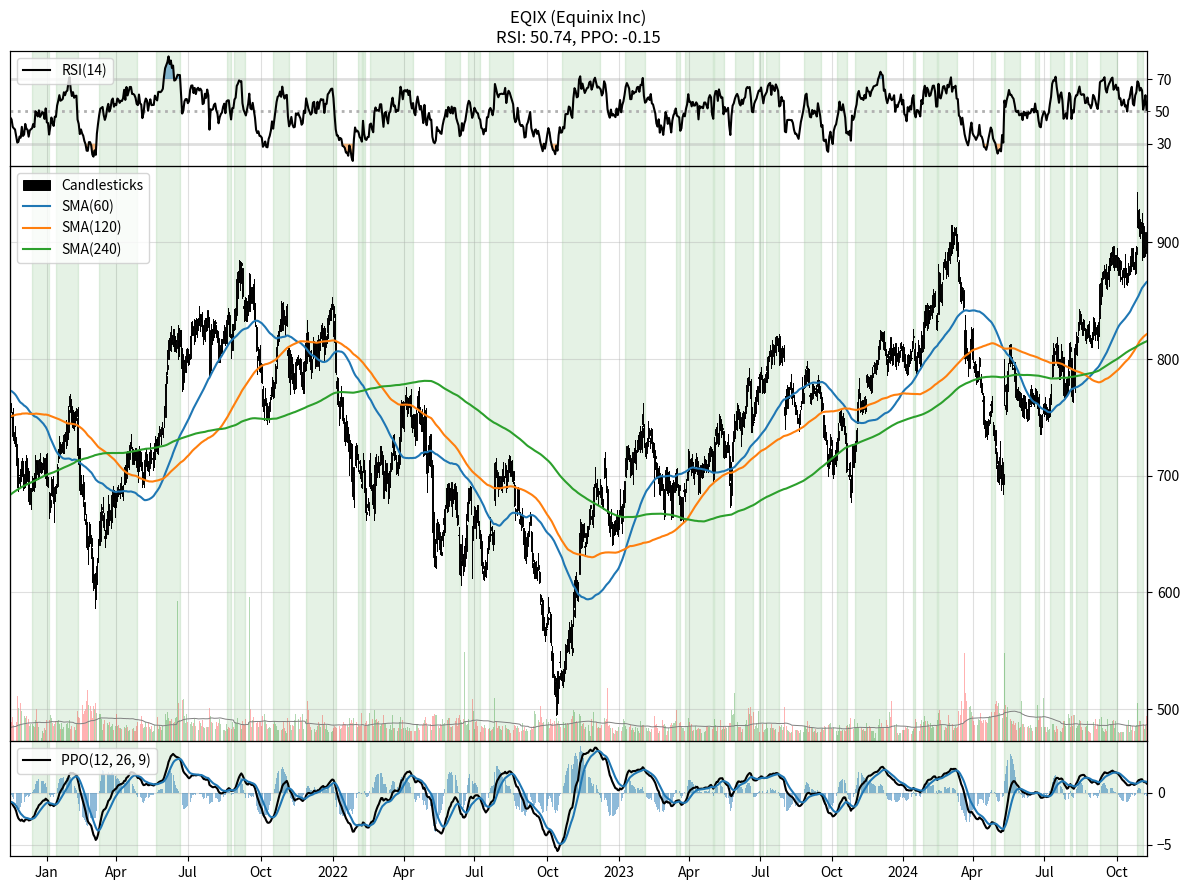 EQIX (Equinix Inc)
RSI: 50.74, PPO: -0.15
RSI(14)
70
50
30
Candlesticks
SMA(60)
SMA(120)
SMA(240)
900
800
700
600
500
PPO(12, 26, 9)
0
−5
Jan Apr Jul Oct 2022 Apr Jul Oct 2023 Apr Jul Oct 2024 Apr Jul Oct